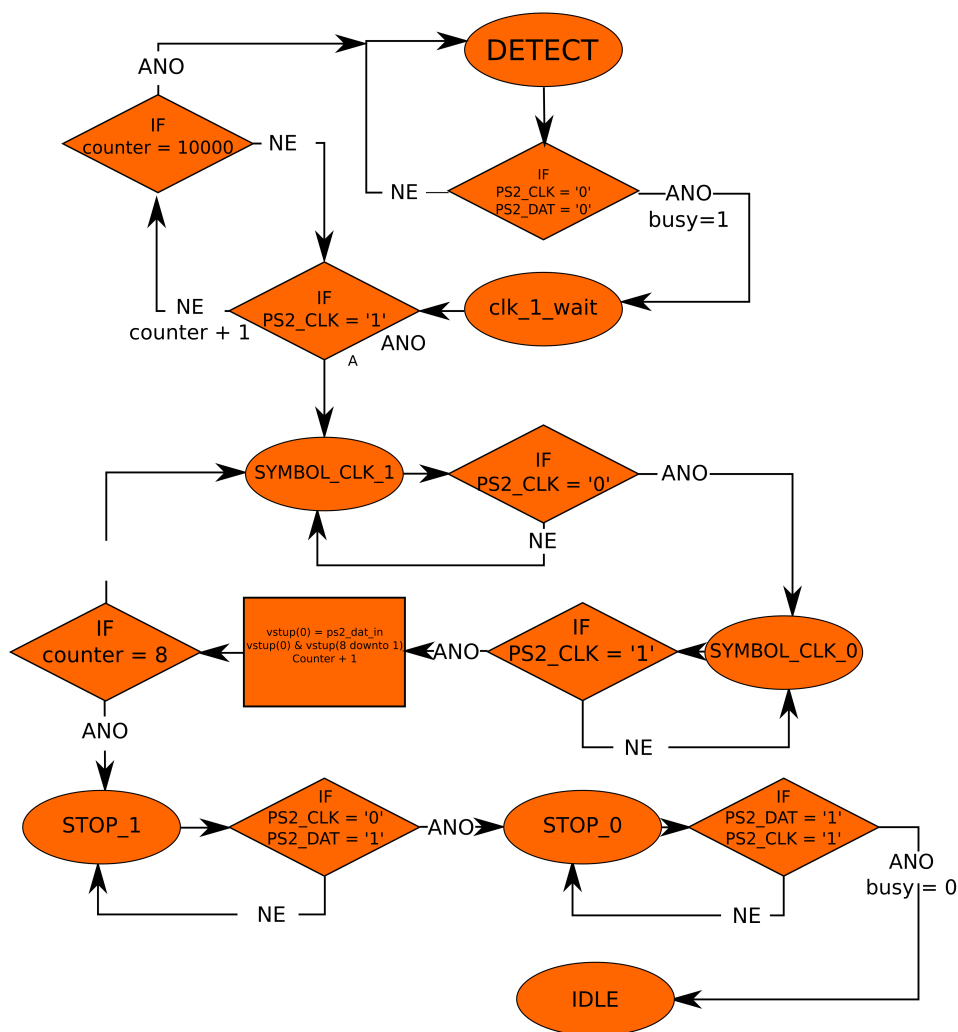 DETECT
ANO
IF
counter = 10000
NE
IF
PS2_CLK = '0'
PS2_DAT = '0'
NE
ANO
busy=1
clk_1_wait
IF
PS2_CLK = '1'
NE
counter + 1
ANO
A
SYMBOL_CLK_1
IF
PS2_CLK = '0'
ANO
NE
IF
counter = 8
vstup(0) = ps2_dat_in
vstup(0) & vstup(8 downto 1)
Counter + 1
ANO
IF
PS2_CLK = '1'
SYMBOL_CLK_0
NE
ANO
STOP_1
IF
PS2_CLK = '0'
PS2_DAT = '1'
ANO
STOP_0
IF
PS2_DAT = '1'
PS2_CLK = '1'
ANO
busy = 0
NE
NE
IDLE